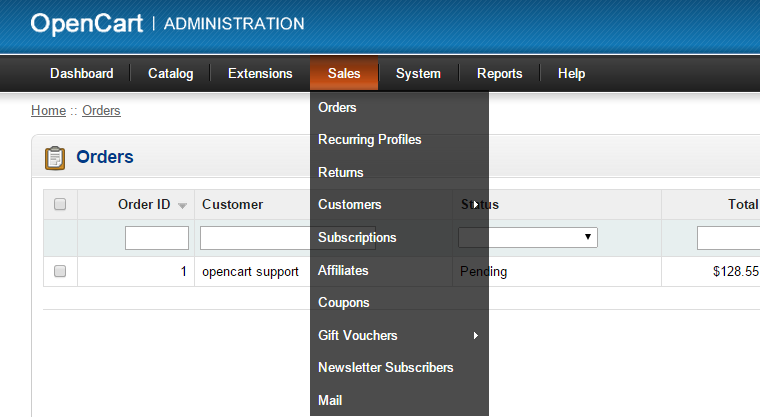 OpenCart | ADMINISTRATION
Dashboard Catalog Extensions Sales System Reports Help
Home :: Orders
Orders
Recurring Profiles
Returns
Customers
Subscriptions
Affiliates
Coupons
Gift Vouchers
Newsletter Subscribers
Mail
Orders
Order ID Customer Status Total
1 opencart support Pending $128.55